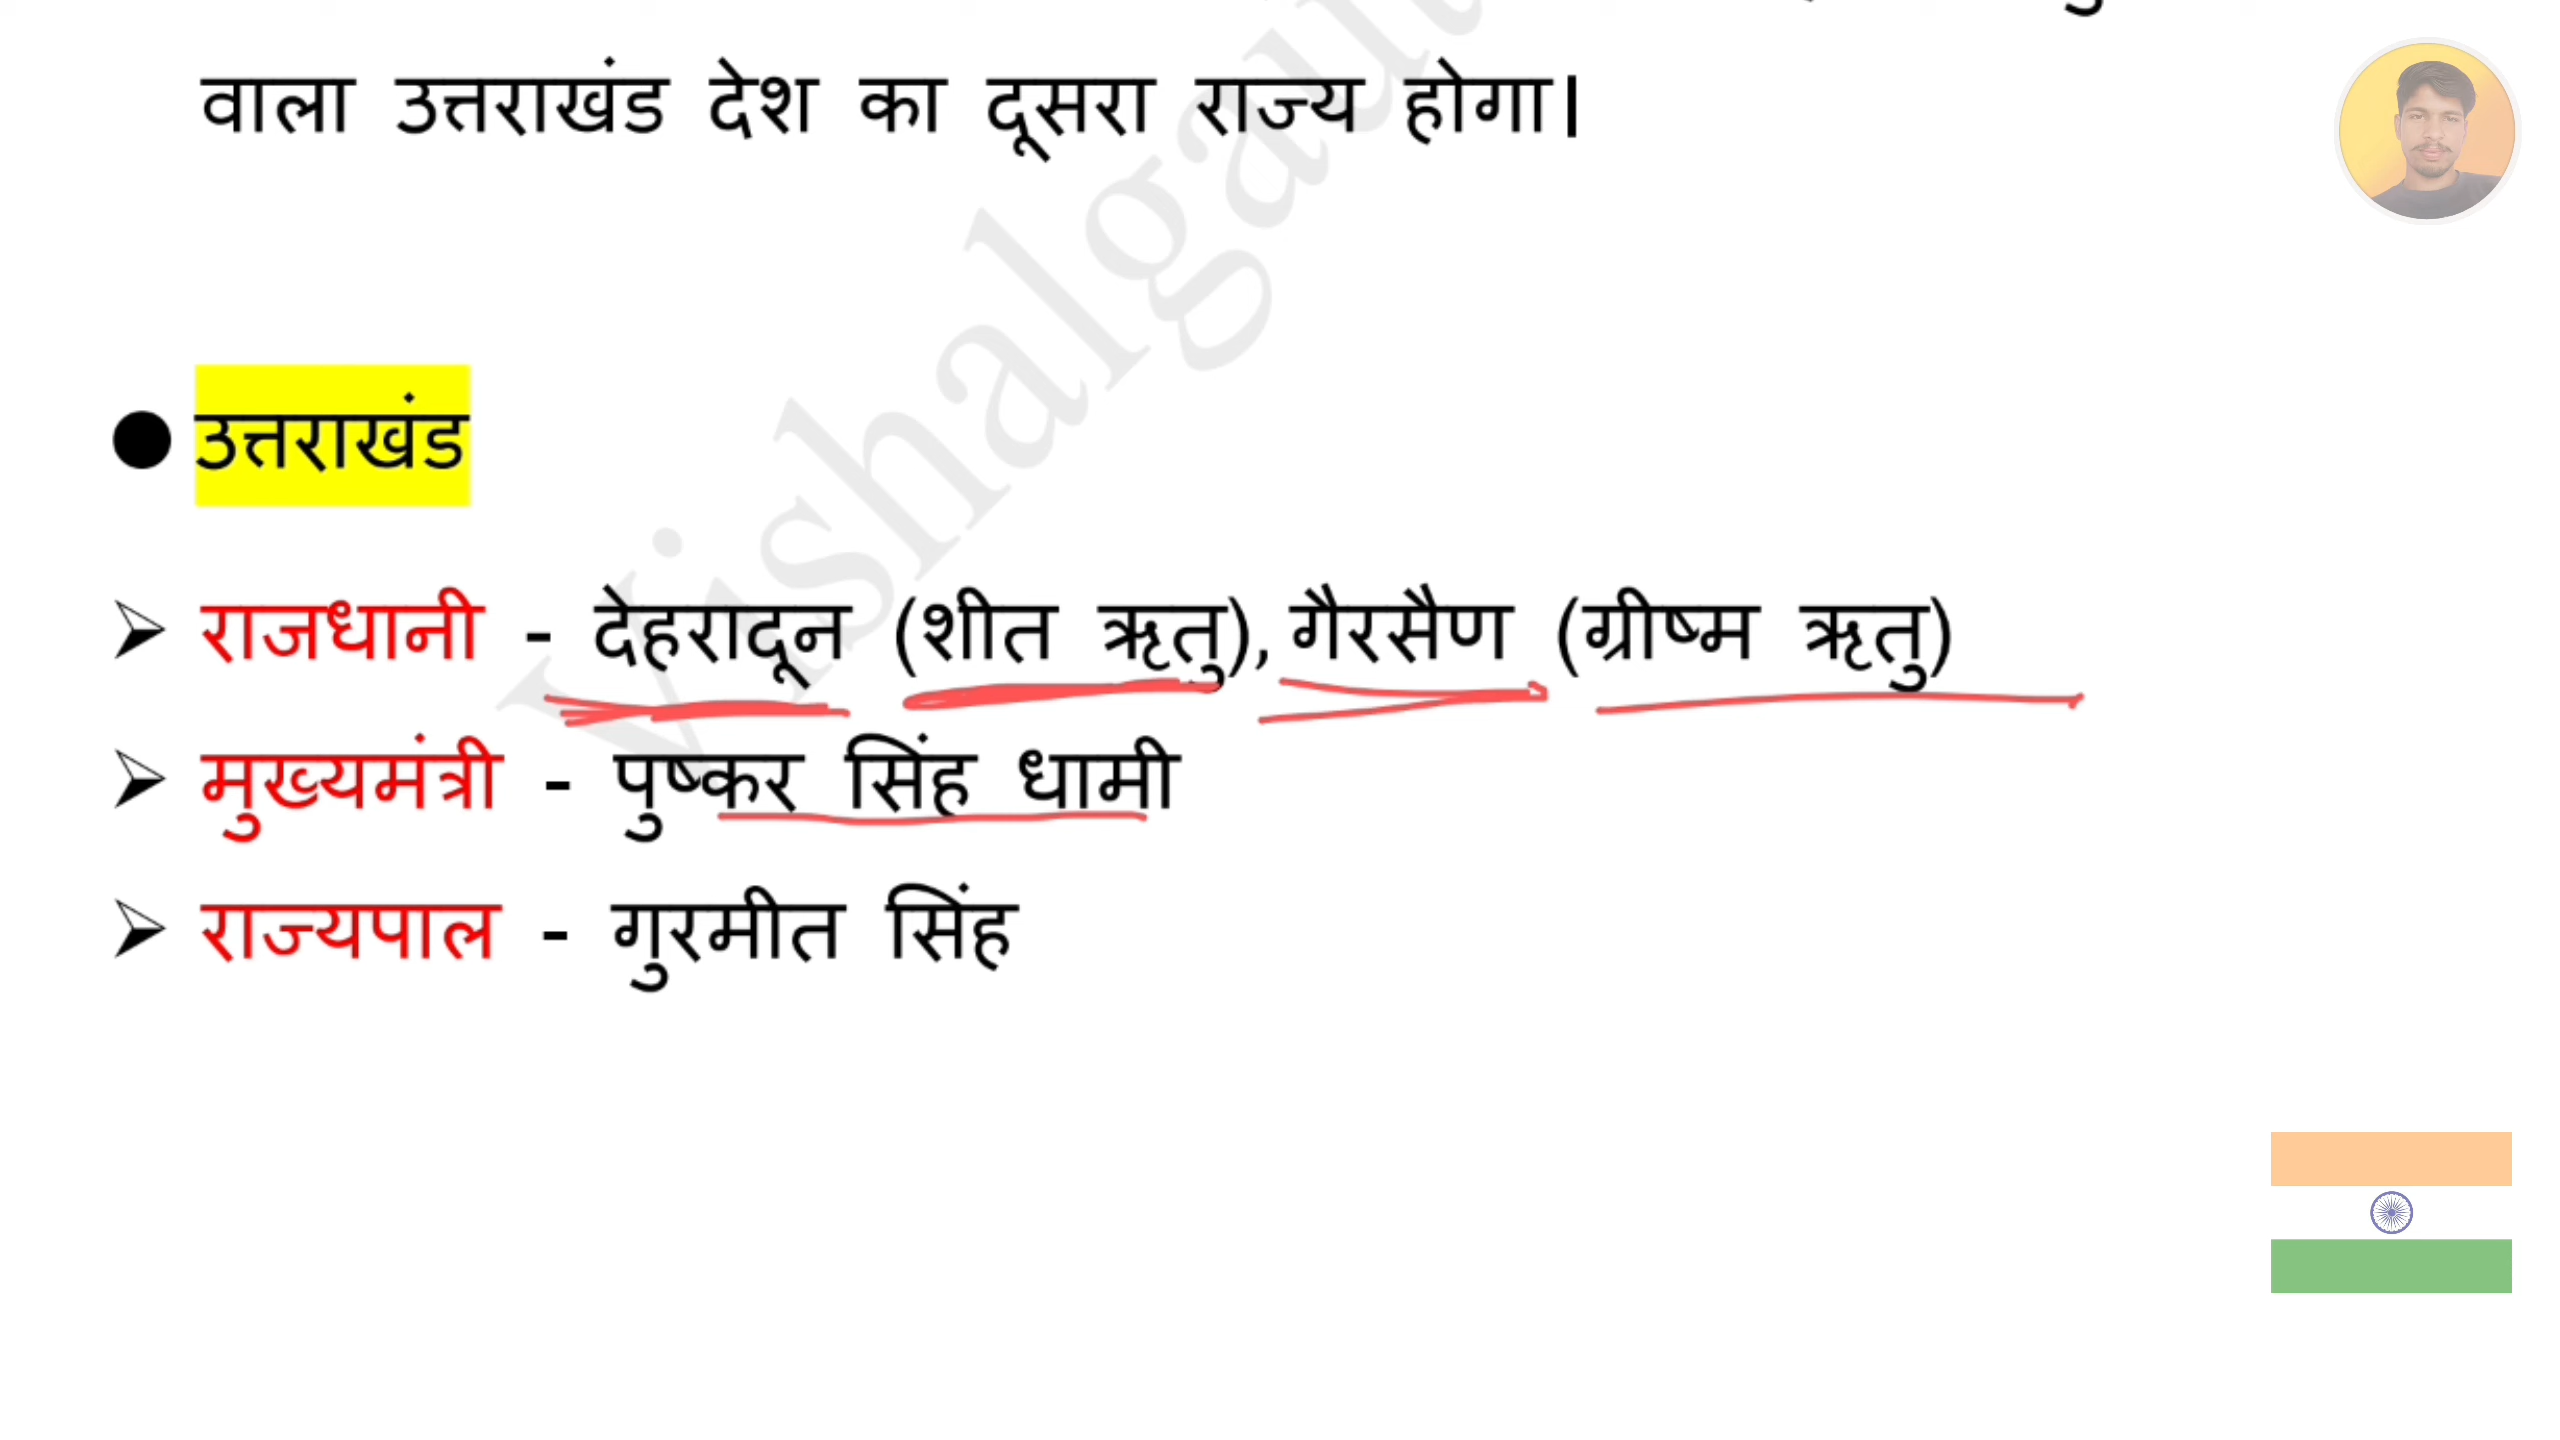 वाला उत्तराखंड देश का दूसरा राज्य होगा।
उत्तराखंड
राजधानी - देहरादून (शीत ऋतु), गैरसैण (ग्रीष्म ऋतु)
मुख्यमंत्री - पुष्कर सिंह धामी
राज्यपाल - गुरमीत सिंह